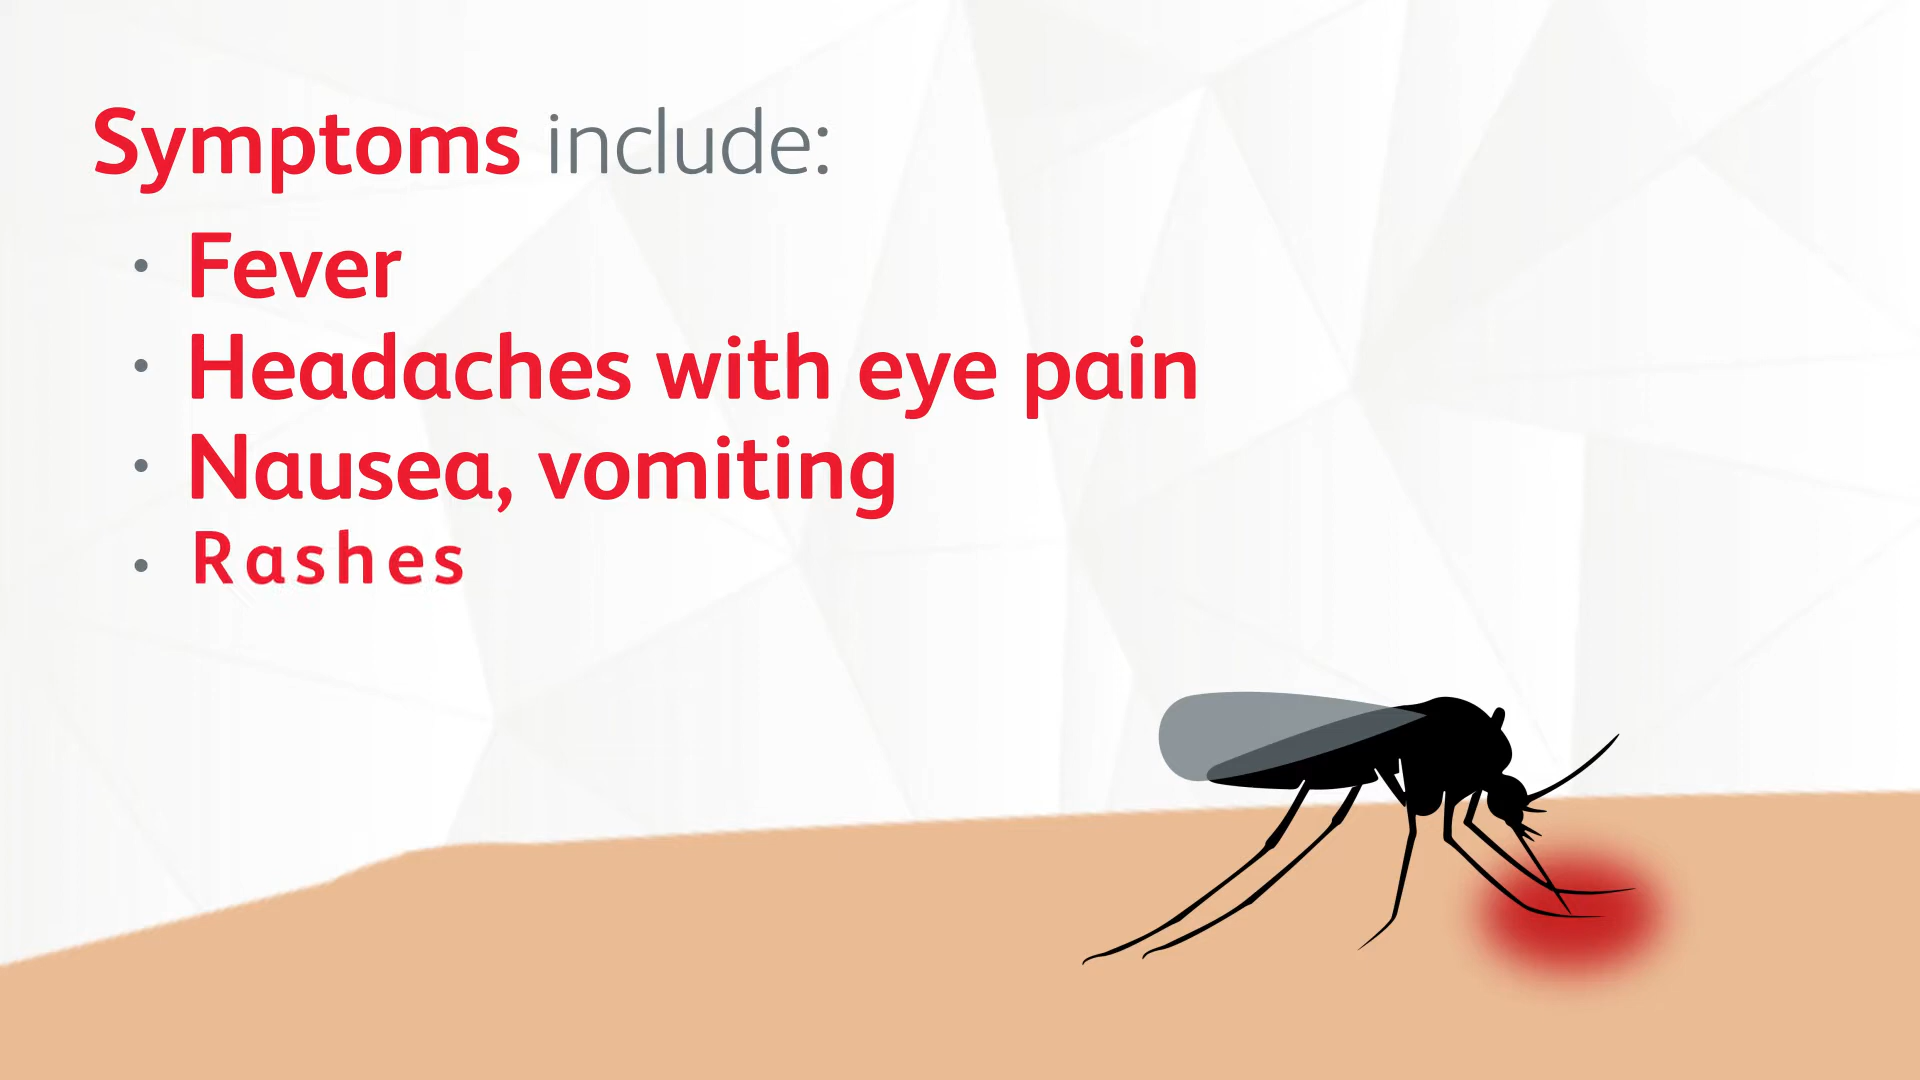 Symptoms include:
• Fever
• Headaches with eye pain
• Nausea, vomiting
• Rashes